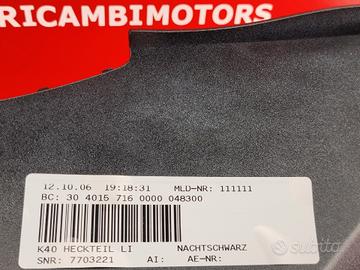 RICAMBIMOTORS
12.10.06 19:18:31 MLD-NR: 111111
BC: 30 4015 716 0000 048300
K40 HECKTEIL LI NACHTSCHWARZ
SNR: 7703221 AI: AE-NR:
subito